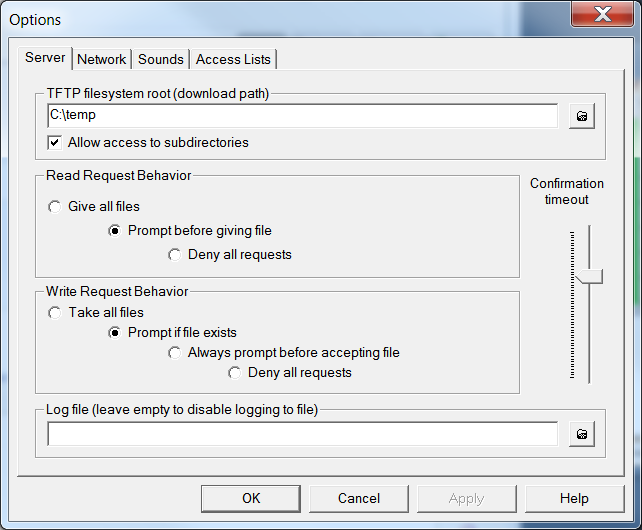 Options
Server Network Sounds Access Lists
TFTP filesystem root (download path)
C:\temp
Allow access to subdirectories
Read Request Behavior
Give all files
Prompt before giving file
Deny all requests
Confirmation
timeout
Write Request Behavior
Take all files
Prompt if file exists
Always prompt before accepting file
Deny all requests
Log file (leave empty to disable logging to file)
OK Cancel Apply Help